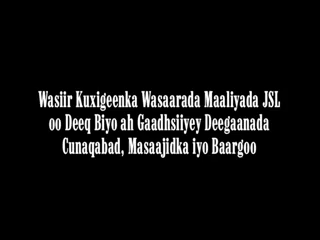 Wasiir Kuxigeenka Wasaarada Maaliyada JSL
oo Deeq Biyo ah Gaadhsiiyey Deegaanada
Cunaqabad, Masaajidka iyo Baargoo